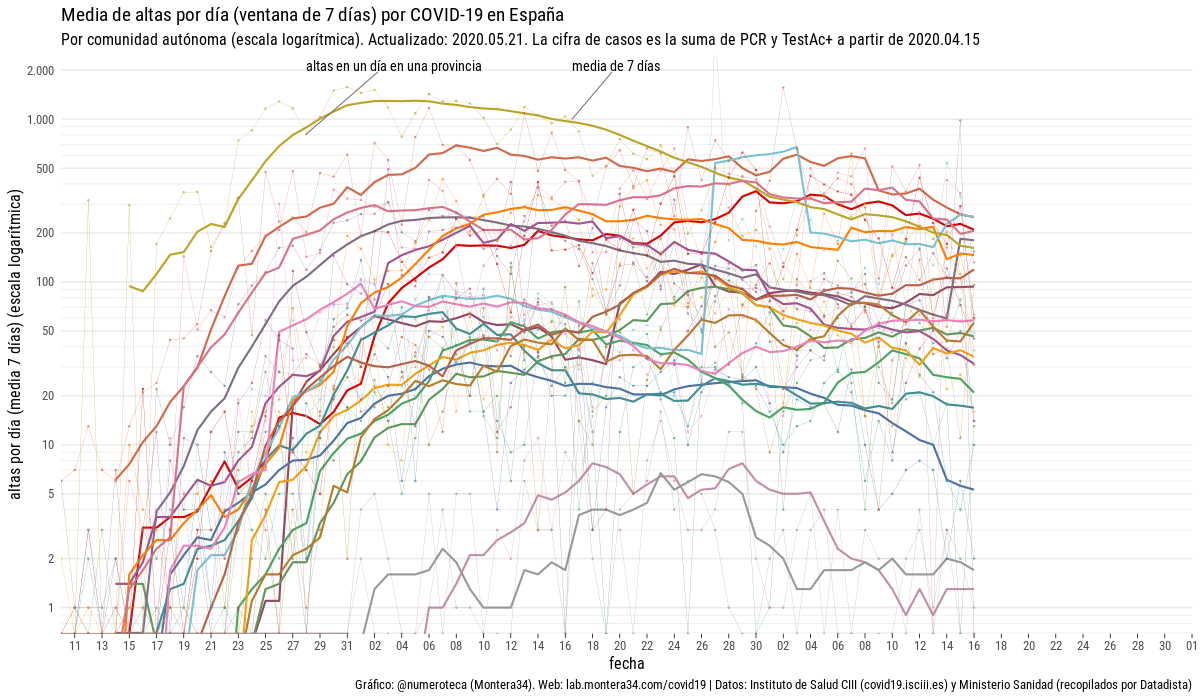 Media de altas por día (ventana de 7 días) por COVID-19 en España
Por comunidad autónoma (escala logarítmica). Actualizado: 2020.05.21. La cifra de casos es la suma de PCR y TestAc+ a partir de 2020.04.15
altas en un día en una provincia
media de 7 días
altas por día (media 7 días) (escala logarítmica)
2.000
1.000
500
200
100
50
20
10
5
2
1
11 13 15 17 19 21 23 25 27 29 31 02 04 06 08 10 12 14 16 18 20 22 24 26 28 30 02 04 06 08 10 12 14 16 18 20 22 24 26 28 30 01
fecha
Gráfico: @numeroteca (Montera34). Web: lab.montera34.com/covid19 | Datos: Instituto de Salud CIII (covid19.isciii.es) y Ministerio Sanidad (recopilados por Datadista)